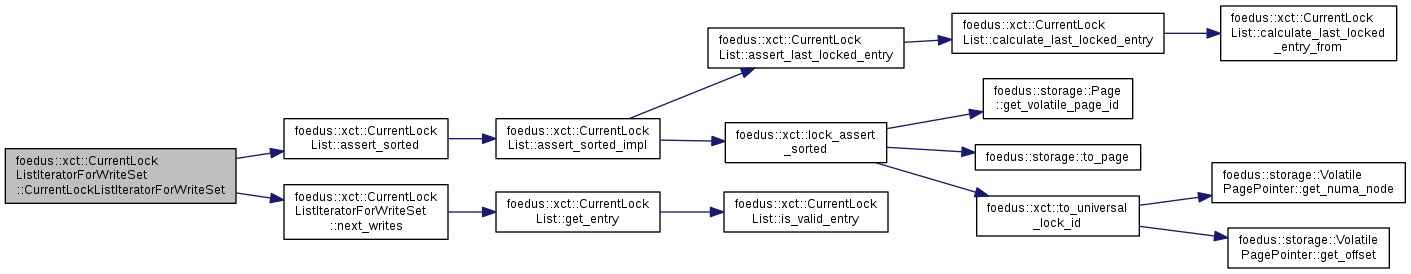 foedus::xct::CurrentLock
ListIteratorForWriteSet
::CurrentLockListIteratorForWriteSet
foedus::xct::CurrentLock
List::assert_sorted
foedus::xct::CurrentLock
ListIteratorForWriteSet
::next_writes
foedus::xct::CurrentLock
List::assert_sorted_impl
foedus::xct::CurrentLock
List::get_entry
foedus::xct::CurrentLock
List::assert_last_locked_entry
foedus::xct::lock_assert
_sorted
foedus::xct::CurrentLock
List::is_valid_entry
foedus::xct::CurrentLock
List::calculate_last_locked_entry
foedus::storage::Page
::get_volatile_page_id
foedus::storage::to_page
foedus::xct::to_universal
_lock_id
foedus::xct::CurrentLock
List::calculate_last_locked
_entry_from
foedus::storage::Volatile
PagePointer::get_numa_node
foedus::storage::Volatile
PagePointer::get_offset